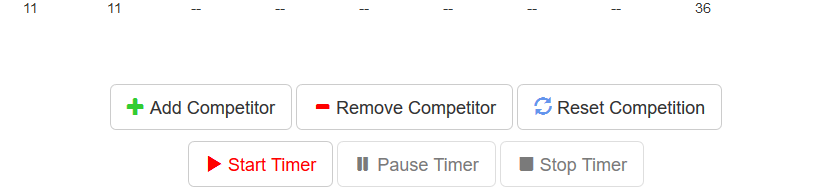 11 11 -- -- -- -- -- -- 36
Add Competitor Remove Competitor Reset Competition
Start Timer Pause Timer Stop Timer